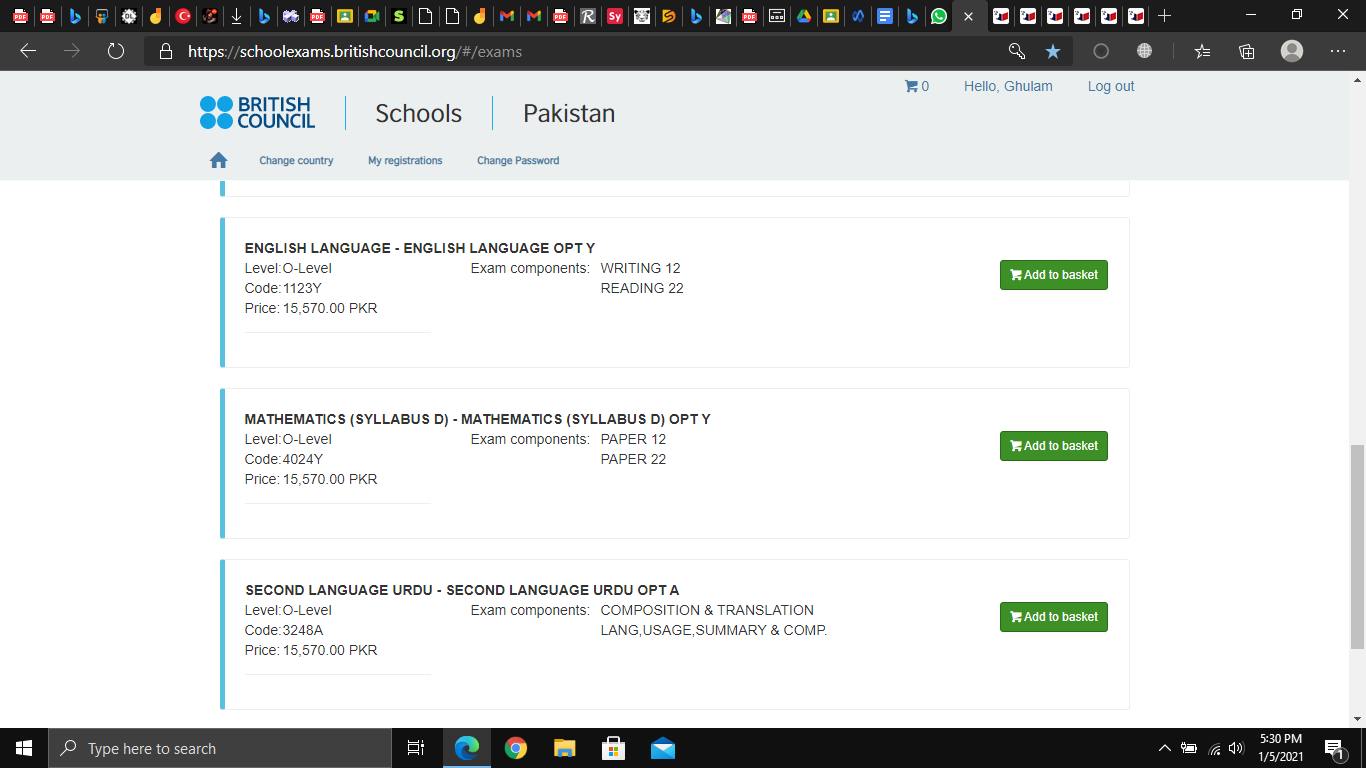 https://schoolexams.britishcouncil.org/#/exams
0 Hello, Ghulam Log out
BRITISH COUNCIL
Schools
Pakistan
Change country My registrations Change Password
ENGLISH LANGUAGE - ENGLISH LANGUAGE OPT Y
Level:O-Level Exam components: WRITING 12
Code:1123Y READING 22
Price: 15,570.00 PKR
Add to basket
MATHEMATICS (SYLLABUS D) - MATHEMATICS (SYLLABUS D) OPT Y
Level:O-Level Exam components: PAPER 12
Code:4024Y PAPER 22
Price: 15,570.00 PKR
Add to basket
SECOND LANGUAGE URDU - SECOND LANGUAGE URDU OPT A
Level:O-Level Exam components: COMPOSITION & TRANSLATION
Code:3248A LANG,USAGE,SUMMARY & COMP.
Price: 15,570.00 PKR
Add to basket
Type here to search
5:30 PM
1/5/2021
1